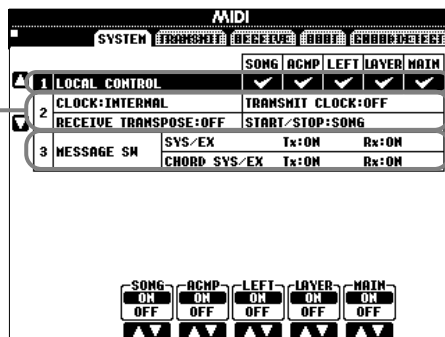 MIDI
SYSTEM TRANSMIT RECEIVE ROOT CHORD DETECT
SONG ACMP LEFT LAYER MAIN
1 LOCAL CONTROL
2 CLOCK:INTERNAL TRANSMIT CLOCK:OFF
RECEIVE TRANSPOSE:OFF START/STOP:SONG
3 MESSAGE SW SYS/EX Tx:ON Rx:ON
CHORD SYS/EX Tx:ON Rx:ON
SONG ACMP LEFT LAYER MAIN
ON ON ON ON ON
OFF OFF OFF OFF OFF